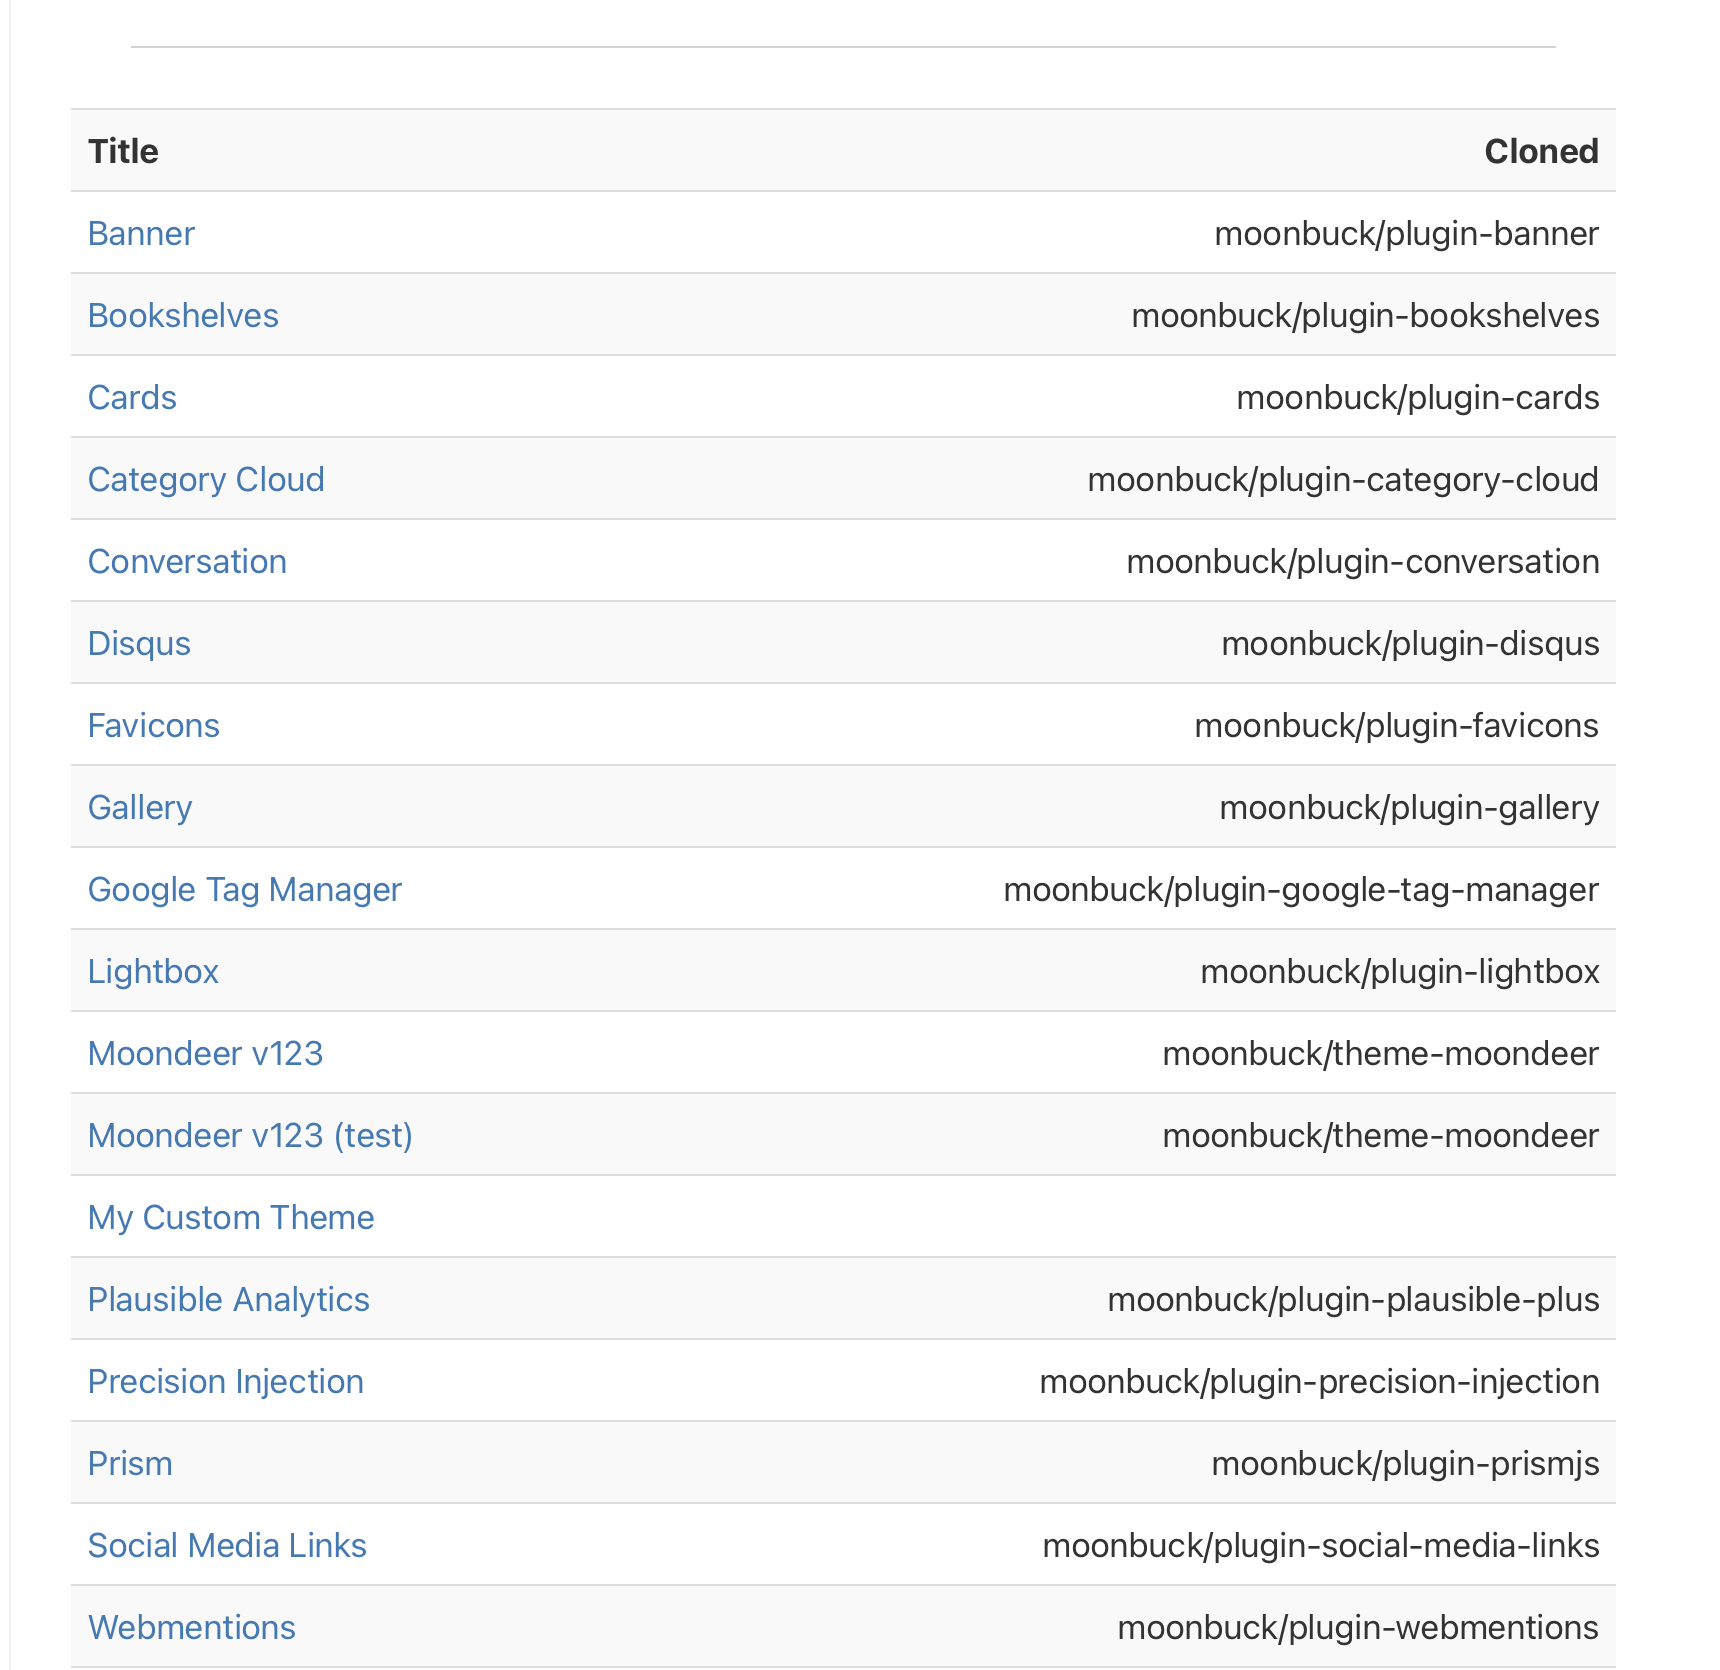 Title Cloned
Banner moonbuck/plugin-banner
Bookshelves moonbuck/plugin-bookshelves
Cards moonbuck/plugin-cards
Category Cloud moonbuck/plugin-category-cloud
Conversation moonbuck/plugin-conversation
Disqus moonbuck/plugin-disqus
Favicons moonbuck/plugin-favicons
Gallery moonbuck/plugin-gallery
Google Tag Manager moonbuck/plugin-google-tag-manager
Lightbox moonbuck/plugin-lightbox
Moondeer v123 moonbuck/theme-moondeer
Moondeer v123 (test) moonbuck/theme-moondeer
My Custom Theme
Plausible Analytics moonbuck/plugin-plausible-plus
Precision Injection moonbuck/plugin-precision-injection
Prism moonbuck/plugin-prismjs
Social Media Links moonbuck/plugin-social-media-links
Webmentions moonbuck/plugin-webmentions